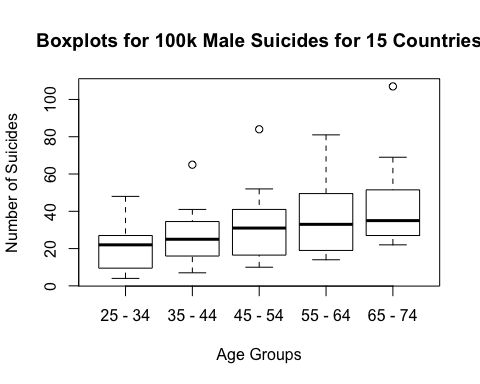 Boxplots for 100k Male Suicides for 15 Countries
Number of Suicides
100
80
60
40
20
0
25 - 34 35 - 44 45 - 54 55 - 64 65 - 74
Age Groups